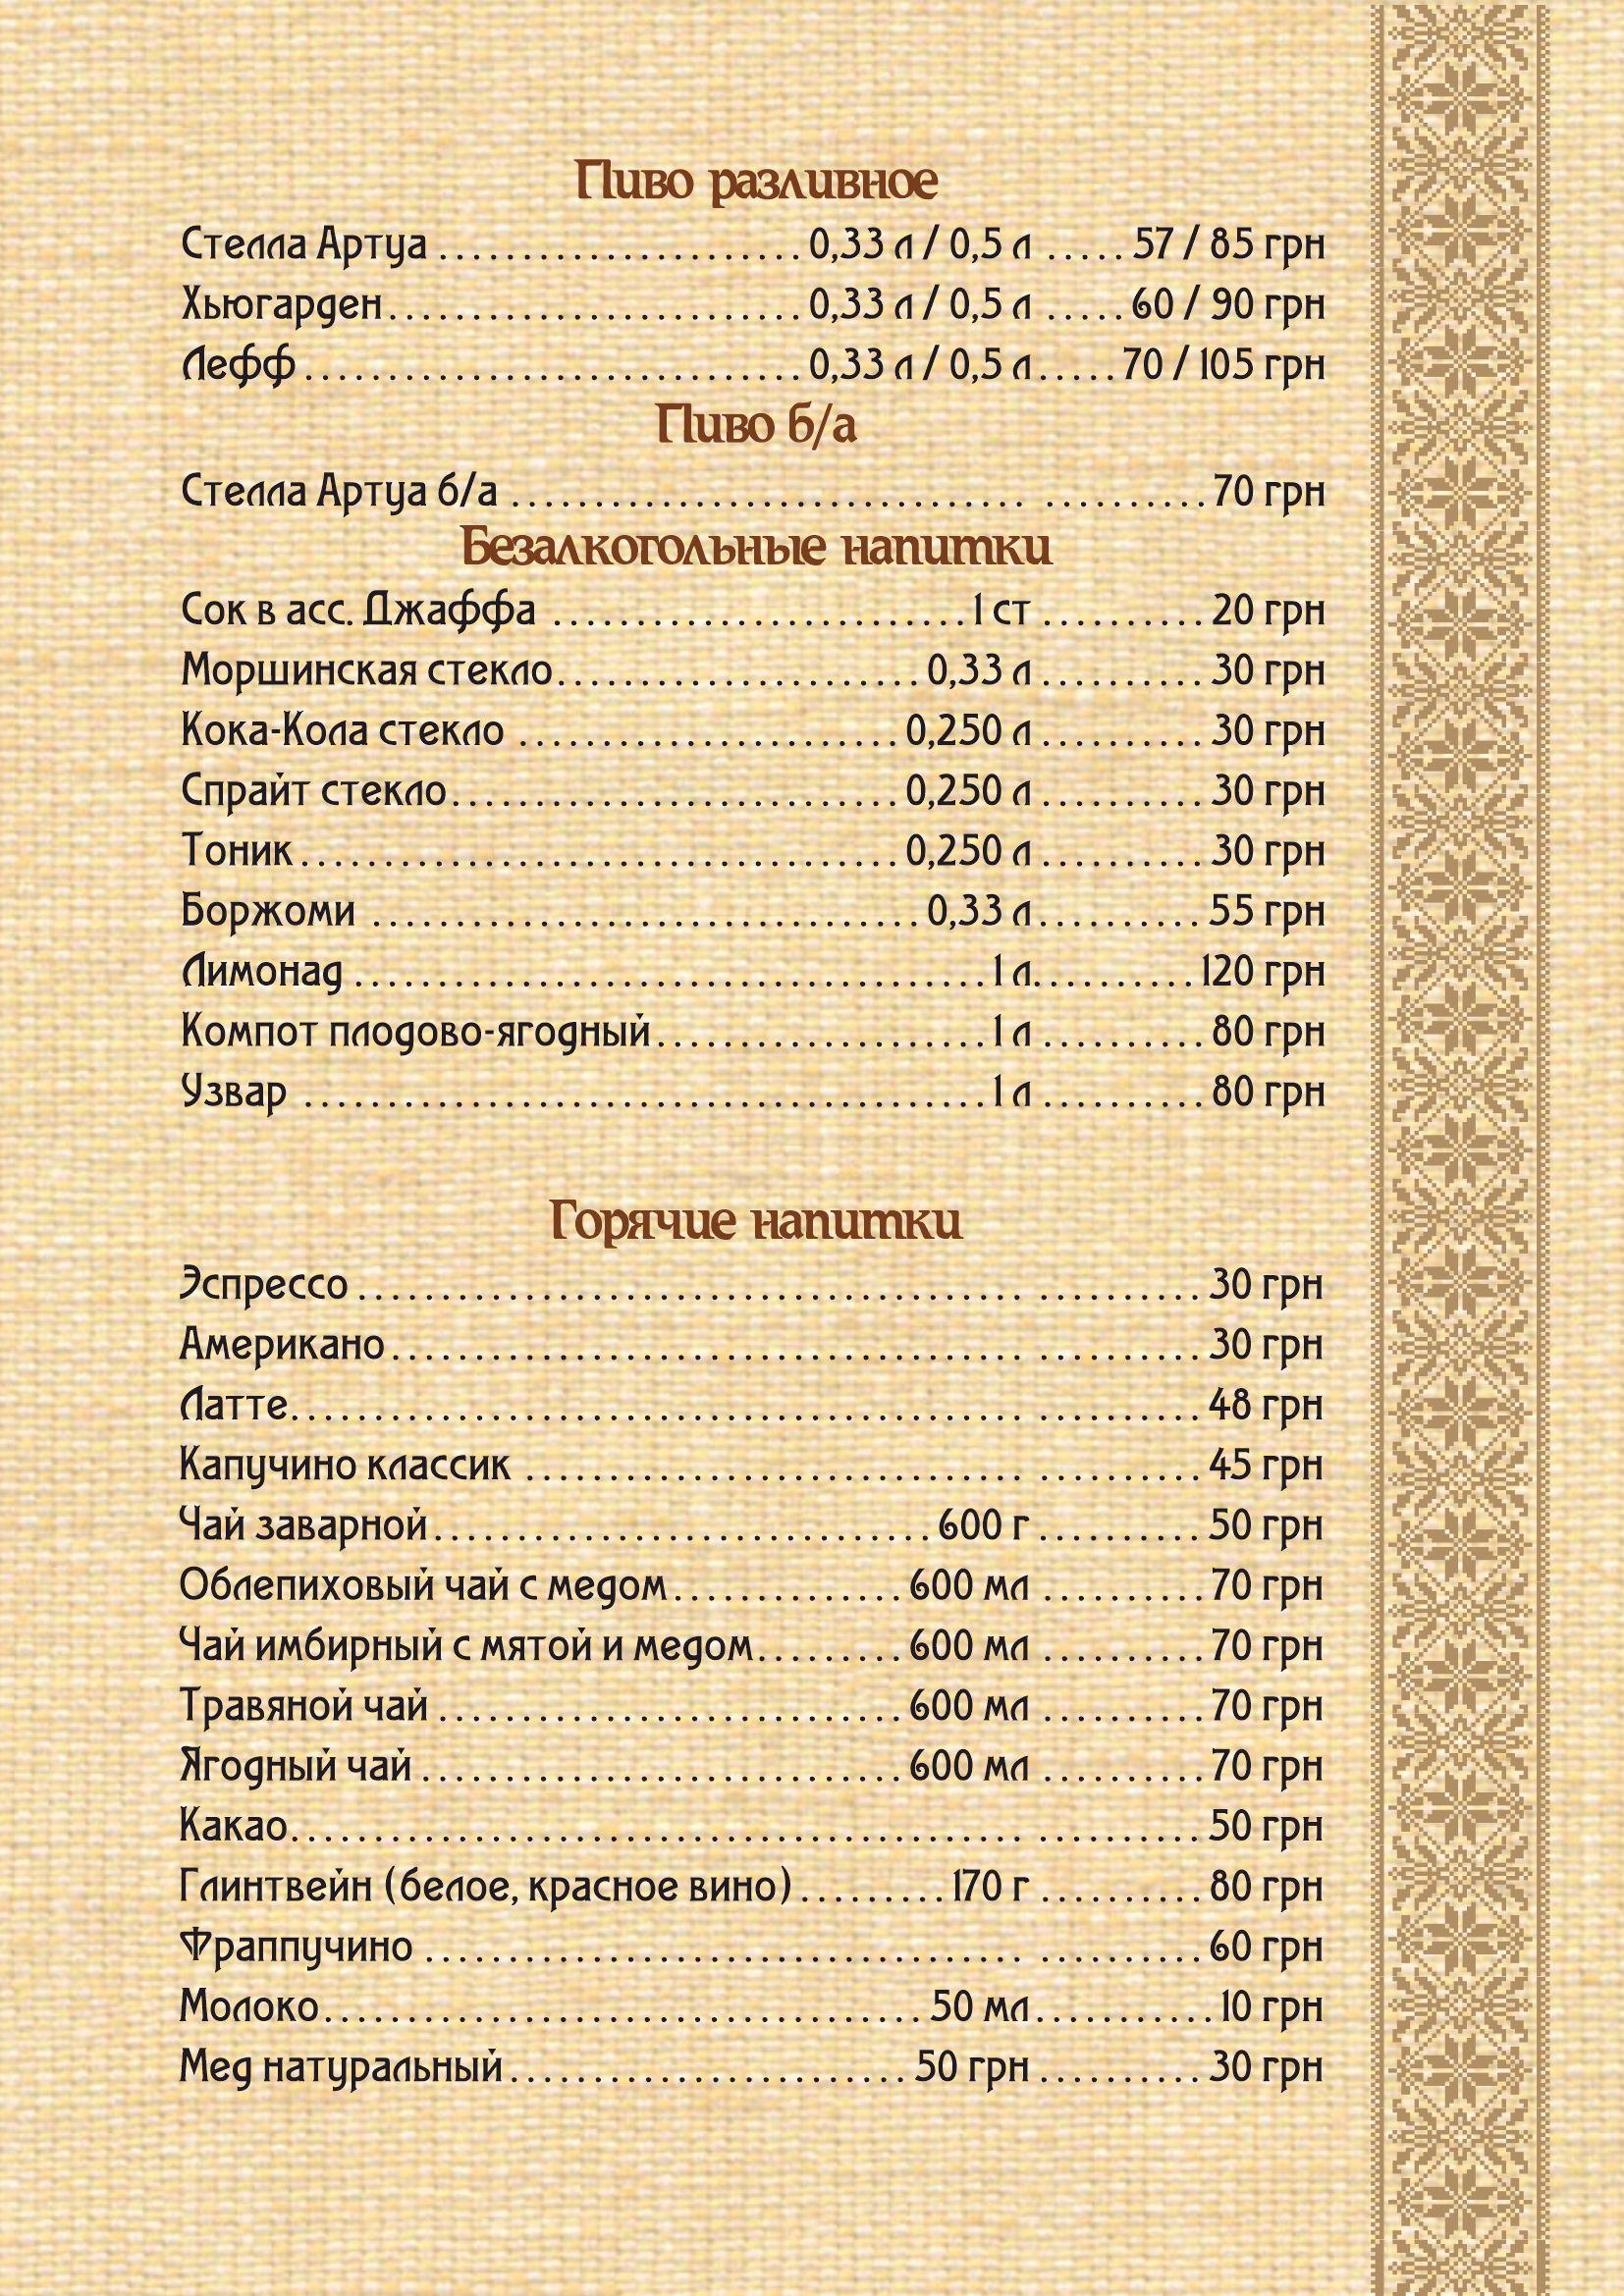 Пиво разливное
Стелла Артуа ...................... 0,33 л / 0,5 л ..... 57 / 85 грн
Хьюгарден ......................... 0,33 л / 0,5 л ..... 60 / 90 грн
Лефф .............................. 0,33 л / 0,5 л ..... 70 / 105 грн
Пиво б/а
Стелла Артуа б/а ............................... .......... 70 грн
Безалкогольные напитки
Сок в асс. Джаффа ......................... 1 ст .......... 20 грн
Моршинская стекло ...................... 0,33 л .......... 30 грн
Кока-Кола стекло ....................... 0,250 л .......... 30 грн
Спрайт стекло ........................... 0,250 л .......... 30 грн
Тоник .................................... 0,250 л .......... 30 грн
Боржоми ................................. 0,33 л .......... 55 грн
Лимонад ...................................... 1 л .......... 120 грн
Компот плодово-ягодный .................... 1 л .......... 80 грн
Узвар ......................................... 1 л .......... 80 грн
Горячие напитки
Эспрессо ........................................ .......... 30 грн
Американо ...................................... .......... 30 грн
Латте ............................................ .......... 48 грн
Капучино классик .............................. .......... 45 грн
Чай заварной .............................. 600 г .......... 50 грн
Облепиховый чай с медом .............. 600 мл .......... 70 грн
Чай имбирный с мятой и медом ......... 600 мл .......... 70 грн
Травяной чай ............................ 600 мл .......... 70 грн
Ягодный чай ............................. 600 мл .......... 70 грн
Какао ............................................ .......... 50 грн
Глинтвейн (белое, красное вино) ......... 170 г .......... 80 грн
Фраппучино .................................... .......... 60 грн
Молоко .................................... 50 мл ........... 10 грн
Мед натуральный ........................ 50 грн .......... 30 грн